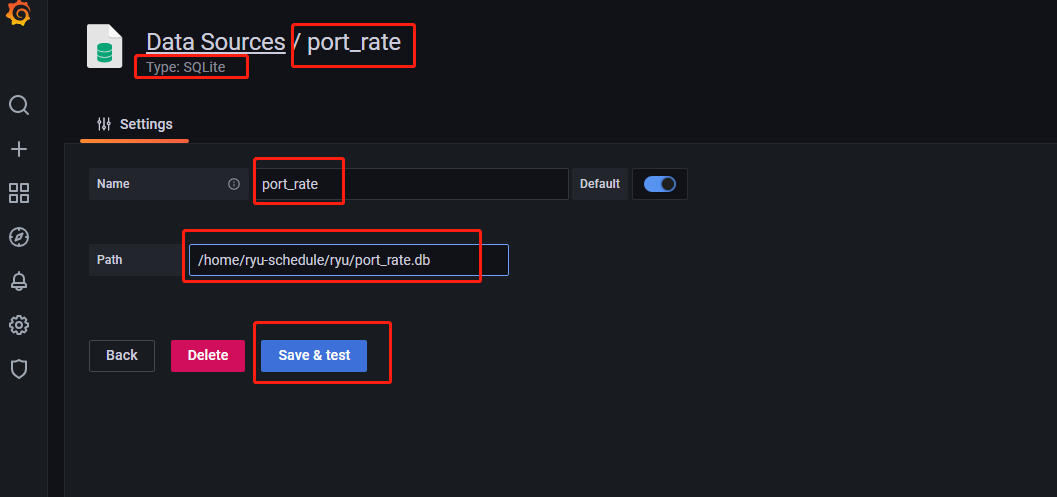 Data Sources / port_rate
Type: SQLite
Settings
Name port_rate Default
Path /home/ryu-schedule/ryu/port_rate.db
Back Delete Save & test